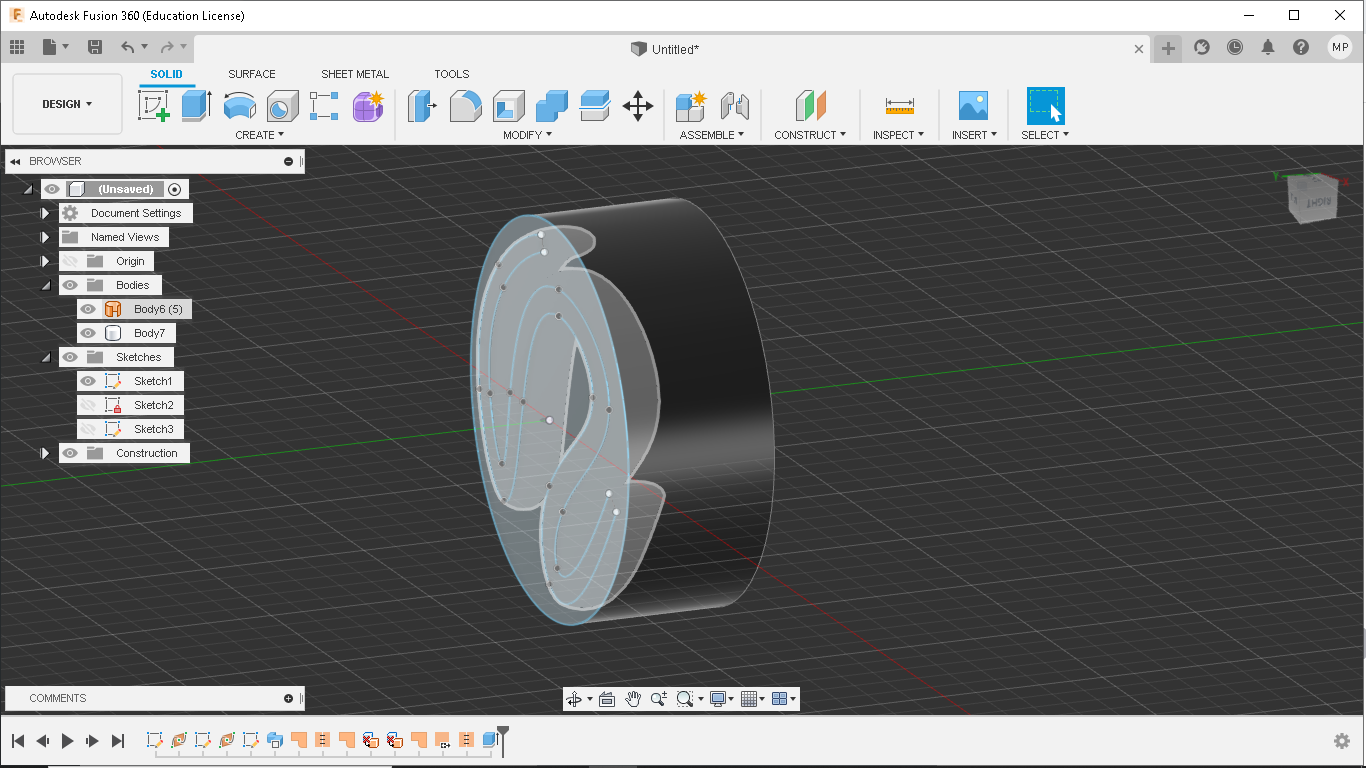 Autodesk Fusion 360 (Education License)
Untitled*
MP
SOLID SURFACE SHEET METAL TOOLS
DESIGN
CREATE MODIFY ASSEMBLE CONSTRUCT INSPECT INSERT SELECT
BROWSER
(Unsaved)
Document Settings
Named Views
Origin
Bodies
Body6 (5)
Body7
Sketches
Sketch1
Sketch2
Sketch3
Construction
Y
X
RIGHT
COMMENTS